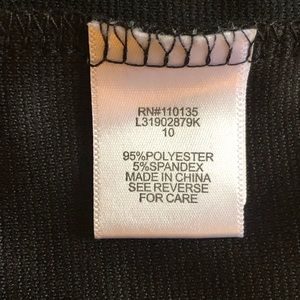 RN#110135
L31902879K
10
95%POLYESTER
5%SPANDEX
MADE IN CHINA
SEE REVERSE
FOR CARE